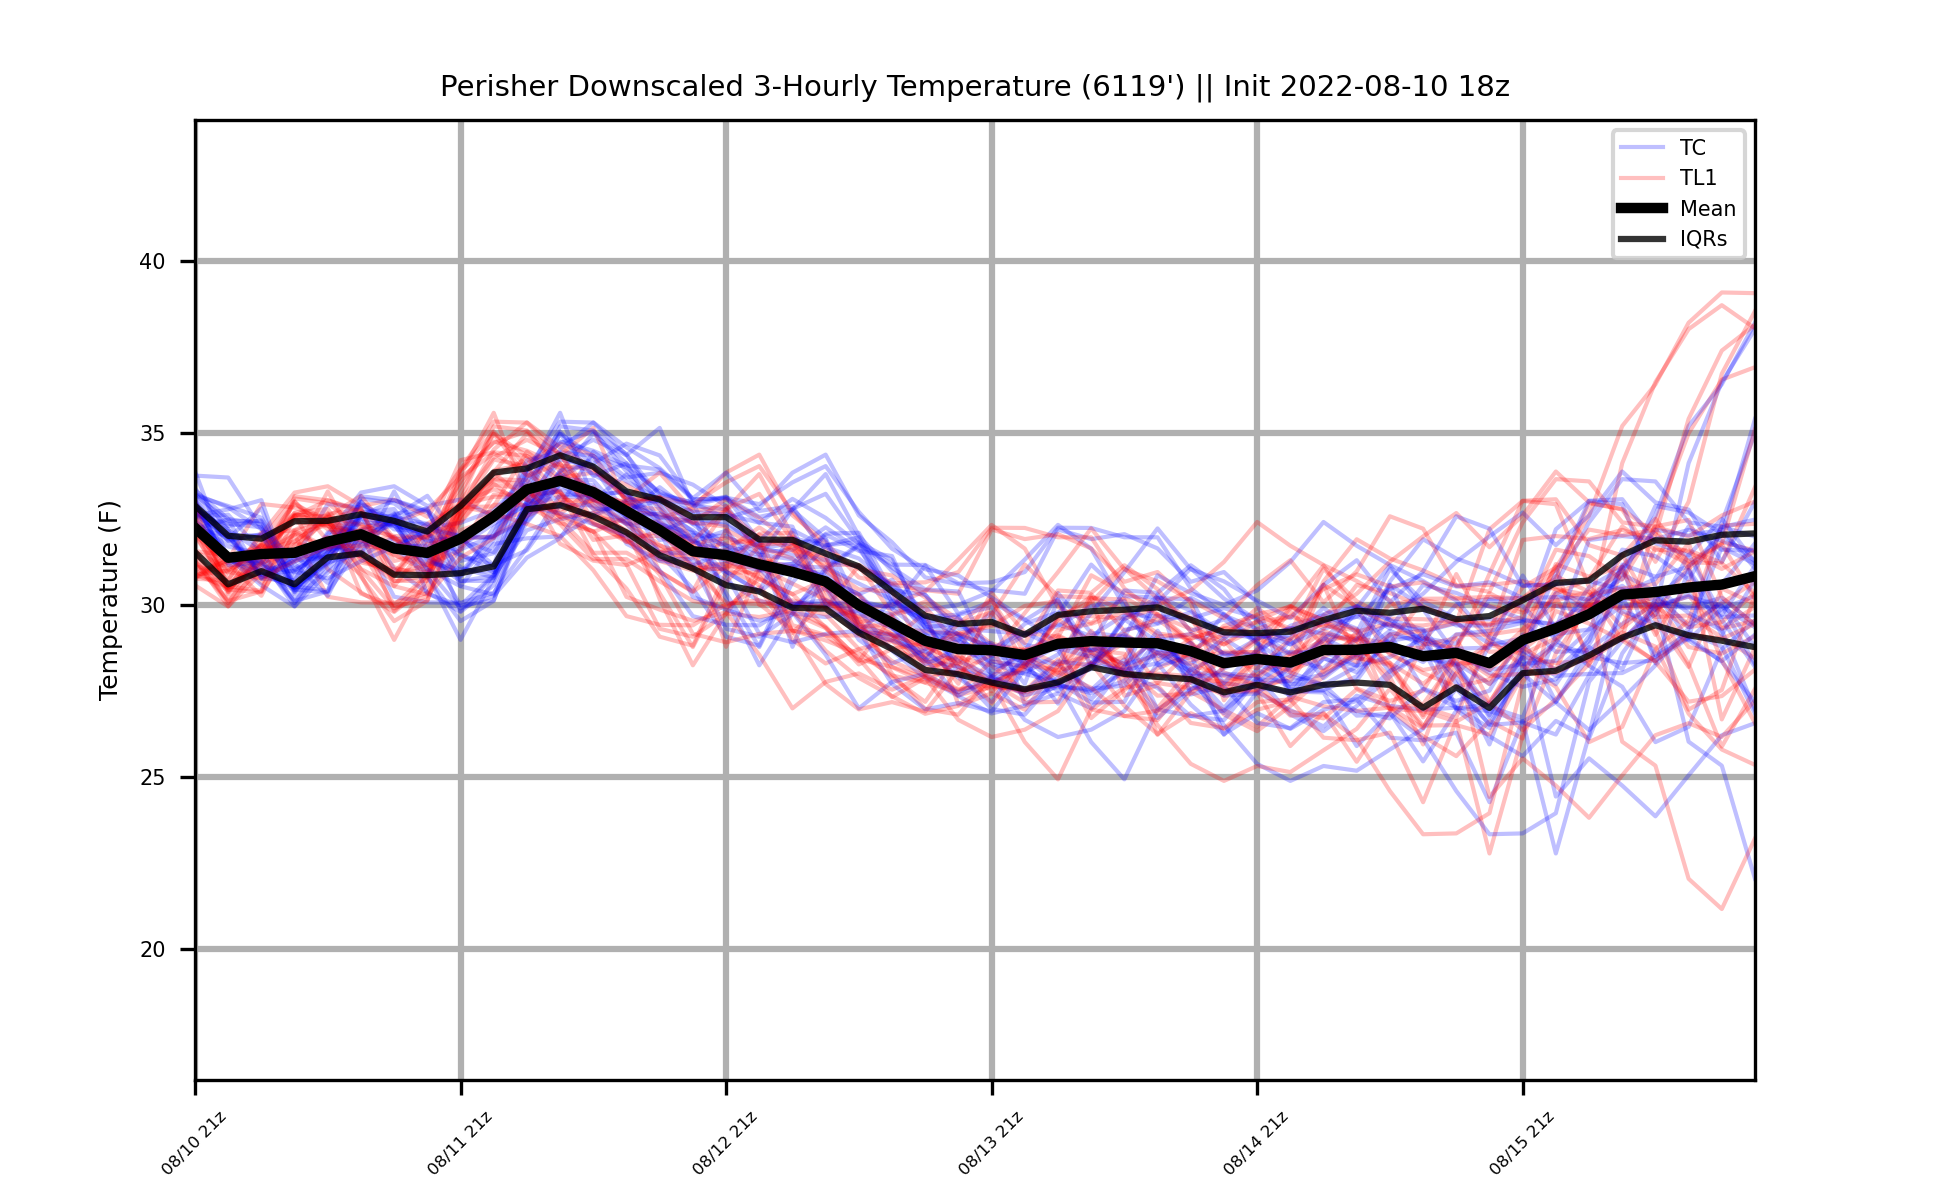 Perisher Downscaled 3-Hourly Temperature (6119') || Init 2022-08-10 18z
TC
TL1
Mean
IQRs
40
35
30
25
20
Temperature (F)
08/10 21z
08/11 21z
08/12 21z
08/13 21z
08/14 21z
08/15 21z